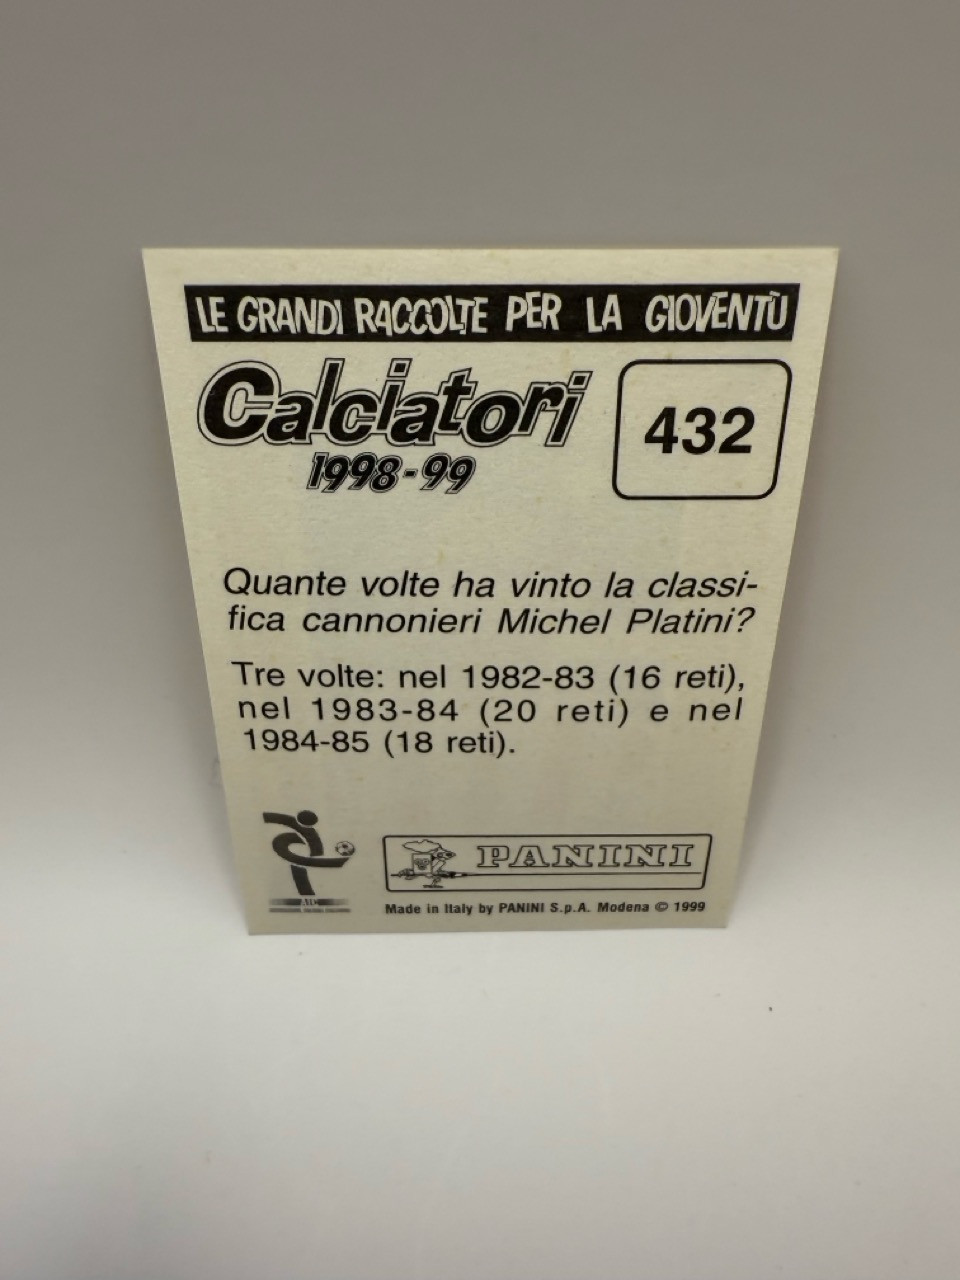 LE GRANDI RACCOLTE PER LA GIOVENTÙ
Calciatori
1998-99
432
Quante volte ha vinto la classi-
fica cannonieri Michel Platini?
Tre volte: nel 1982-83 (16 reti),
nel 1983-84 (20 reti) e nel
1984-85 (18 reti).
AIC
PANINI
Made in Italy by PANINI S.p.A. Modena © 1999